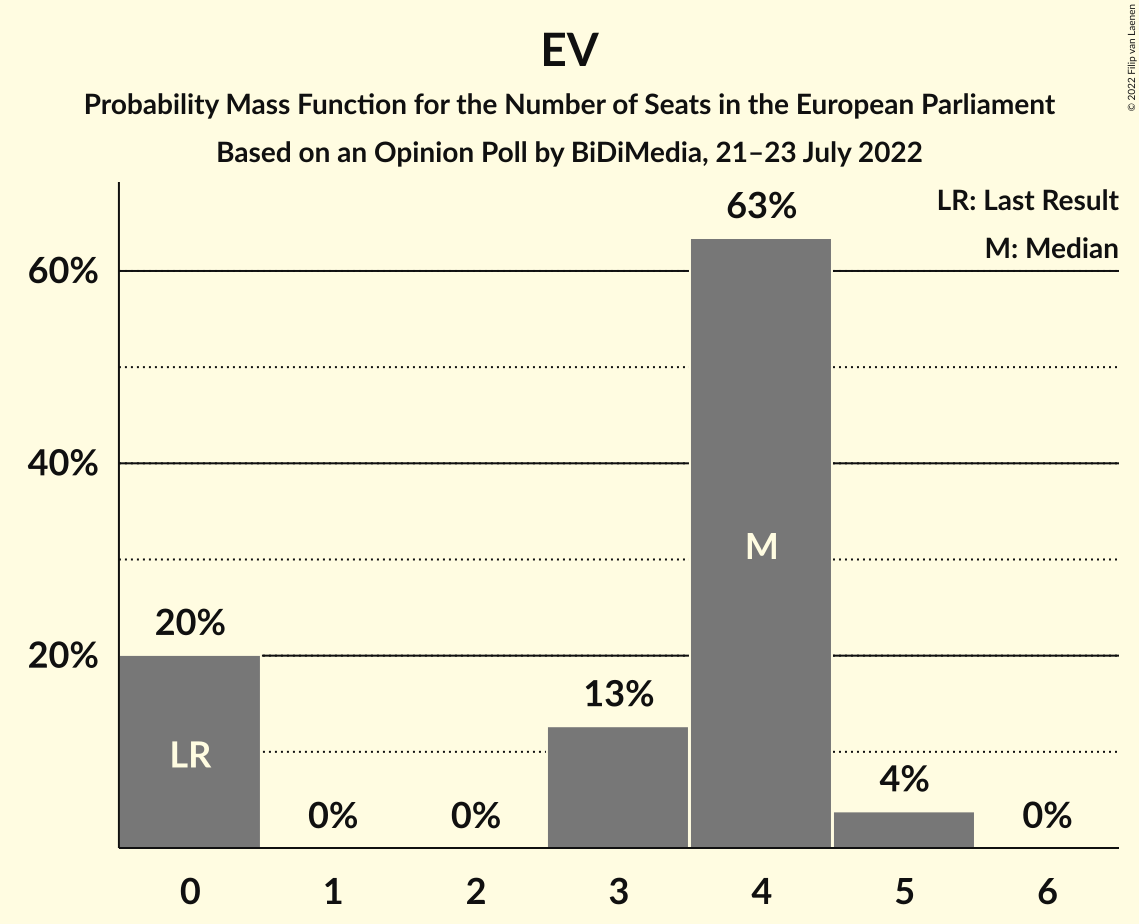 EV
Probability Mass Function for the Number of Seats in the European Parliament
Based on an Opinion Poll by BiDiMedia, 21–23 July 2022
© 2022 Filip van Laenen
LR: Last Result
M: Median
60%
40%
20%
20%
0%
0%
13%
63%
4%
0%
LR
M
0 1 2 3 4 5 6